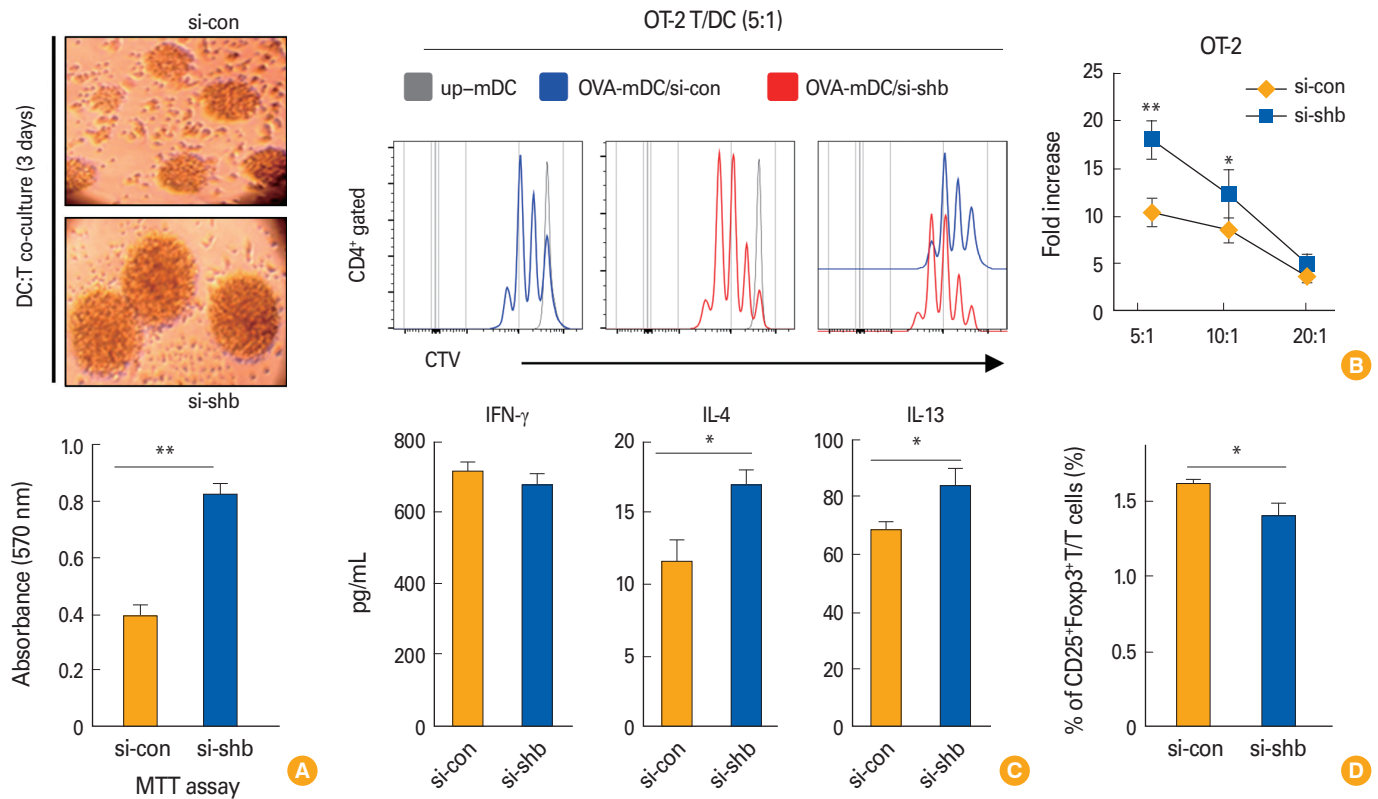 si-con
DC:T co-culture (3 days)
si-shb
1.0
0.8
0.6
0.4
0.2
0
**
Absorbance (570 nm)
si-con si-shb
MTT assay
A
OT-2 T/DC (5:1)
up–mDC OVA-mDC/si-con OVA-mDC/si-shb
CD4⁺ gated
CTV
OT-2
25
20
15
10
5
0
Fold increase
**
*
si-con
si-shb
5:1 10:1 20:1
B
IFN-γ
800
600
400
200
0
pg/mL
si-con si-shb
IL-4
20
15
10
5
0
*
si-con si-shb
IL-13
100
80
60
40
20
0
*
si-con si-shb
C
% of CD25⁺Foxp3⁺ T/T cells (%)
1.5
1.0
0.5
0
*
si-con si-shb
D